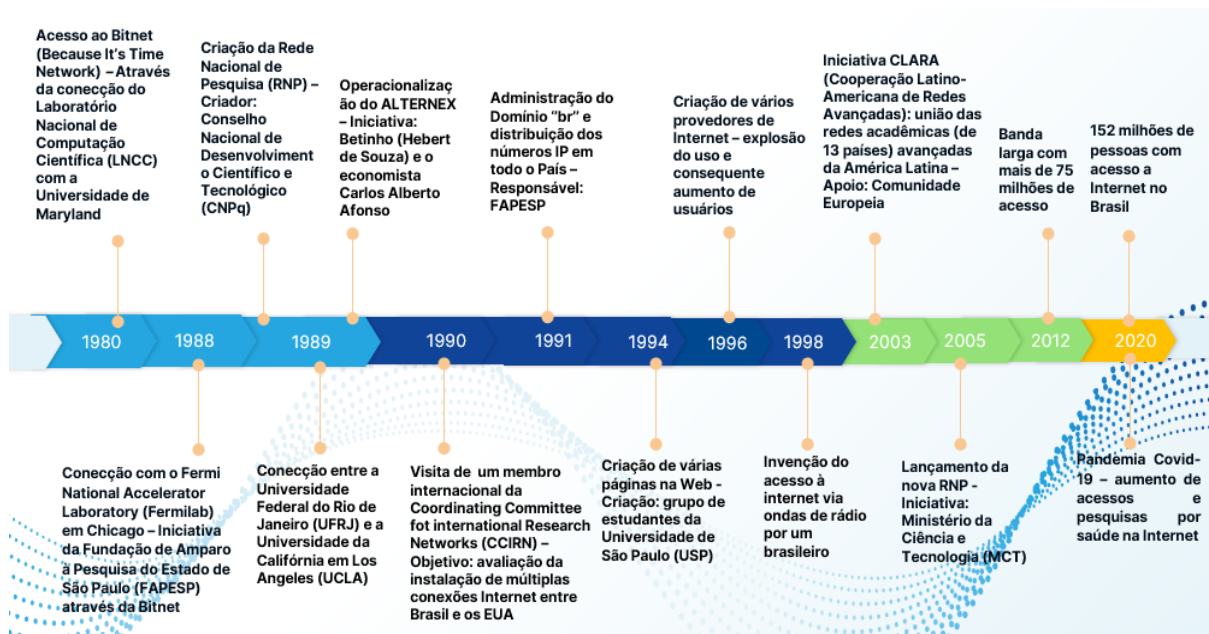 Acesso ao Bitnet
(Because It's Time
Network) – Através
da conecção do
Laboratório
Nacional de
Computação
Científica (LNCC)
com a
Universidade de
Maryland
Criação da Rede
Nacional de
Pesquisa (RNP) –
Criador:
Conselho
Nacional de
Desenvolviment
o Científico e
Tecnológico
(CNPq)
Operacionalizaç
ão do ALTERNEX
– Iniciativa:
Betinho (Hebert
de Souza) e o
economista
Carlos Alberto
Afonso
Administração do
Domínio "br" e
distribuição dos
números IP em
todo o País –
Responsável:
FAPESP
Criação de vários
provedores de
Internet – explosão
do uso e
consequente
aumento de
usuários
Iniciativa CLARA
(Cooperação Latino-
Americana de Redes
Avançadas): união das
redes acadêmicas (de
13 países) avançadas
da América Latina –
Apoio: Comunidade
Europeia
Banda
larga com
mais de 75
milhões de
acesso
152 milhões de
pessoas com
acesso a
Internet no
Brasil
1980 1988 1989 1990 1991 1994 1996 1998 2003 2005 2012 2020
Conecção com o Fermi
National Accelerator
Laboratory (Fermilab)
em Chicago – Iniciativa
da Fundação de Amparo
à Pesquisa do Estado de
São Paulo (FAPESP)
através da Bitnet
Conecção entre a
Universidade
Federal do Rio de
Janeiro (UFRJ) e a
Universidade da
Califórnia em Los
Angeles (UCLA)
Visita de um membro
internacional da
Coordinating Committee
fot international Research
Networks (CCIRN) –
Objetivo: avaliação da
instalação de múltiplas
conexões Internet entre
Brasil e os EUA
Criação de várias
páginas na Web -
Criação: grupo de
estudantes da
Universidade de
São Paulo (USP)
Invenção do
acesso à
internet via
ondas de rádio
por um
brasileiro
Lançamento da
nova RNP -
Iniciativa:
Ministério da
Ciência e
Tecnologia (MCT)
Pandemia Covid-
19 – aumento de
acessos e
pesquisas por
saúde na Internet